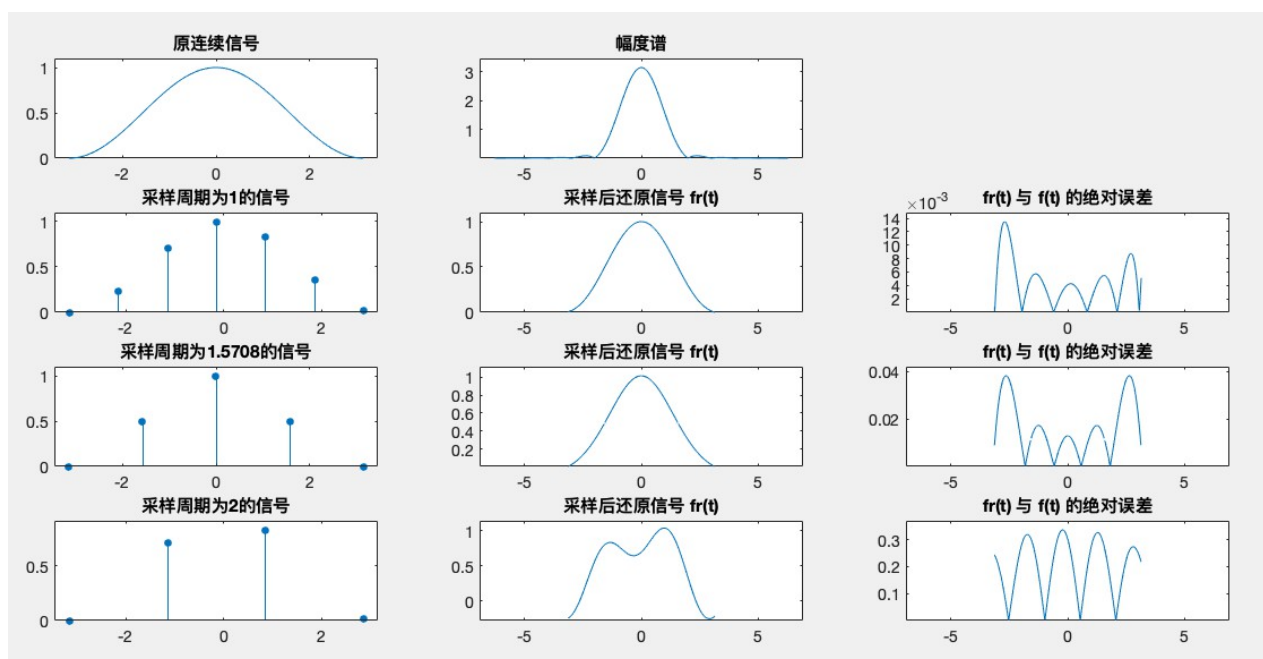 原连续信号
1
0.5
0
-2 0 2
幅度谱
3
2
1
-5 0 5
采样周期为1的信号
1
0.5
0
-2 0 2
采样后还原信号 fr(t)
1
0.5
0
-5 0 5
fr(t) 与 f(t) 的绝对误差
×10-3
14
12
10
8
6
4
2
-5 0 5
采样周期为1.5708的信号
1
0.5
0
-2 0 2
采样后还原信号 fr(t)
1
0.8
0.6
0.4
0.2
-5 0 5
fr(t) 与 f(t) 的绝对误差
0.04
0.02
-5 0 5
采样周期为2的信号
0.5
0
-2 0 2
采样后还原信号 fr(t)
1
0.5
0
-5 0 5
fr(t) 与 f(t) 的绝对误差
0.3
0.2
0.1
-5 0 5